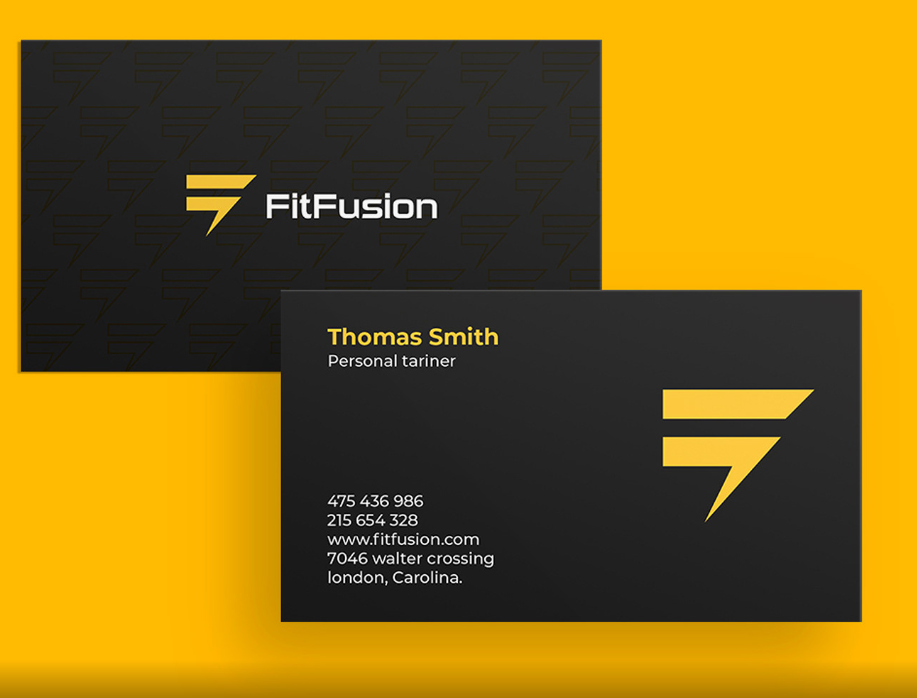 FitFusion
Thomas Smith
Personal tariner
475 436 986
215 654 328
www.fitfusion.com
7046 walter crossing
london, Carolina.